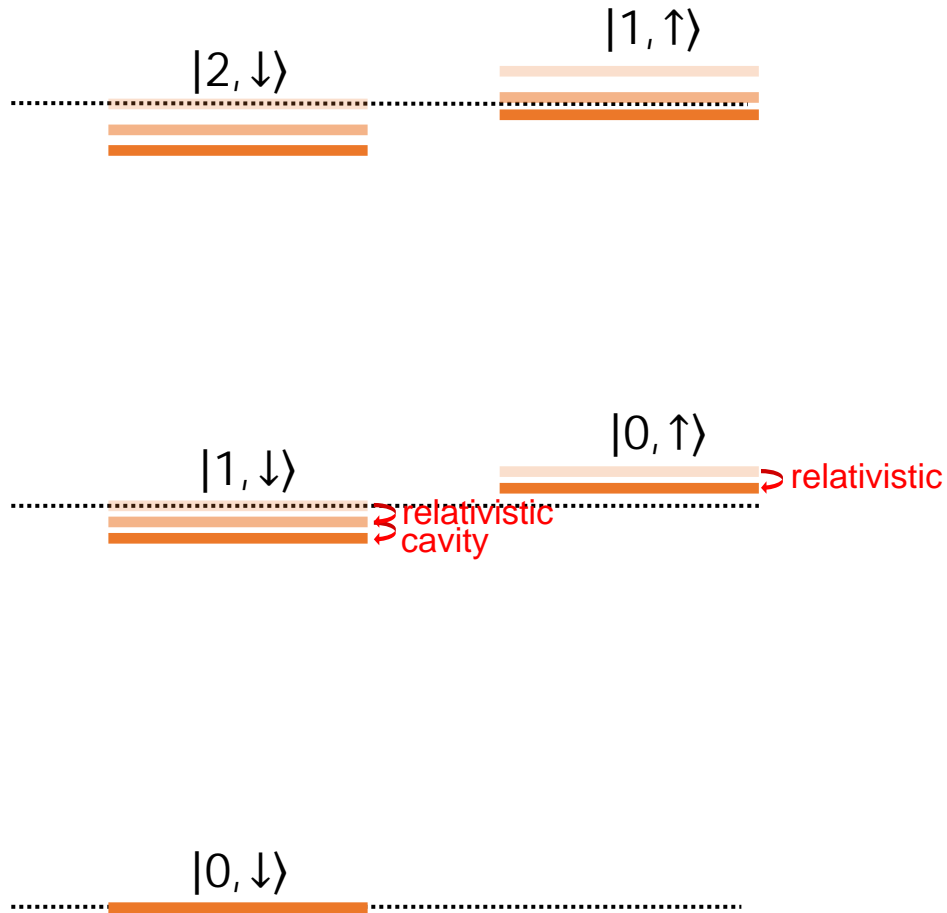 |1,↑⟩
|2,↓⟩
|0,↑⟩
|1,↓⟩
relativistic
relativistic
cavity
|0,↓⟩